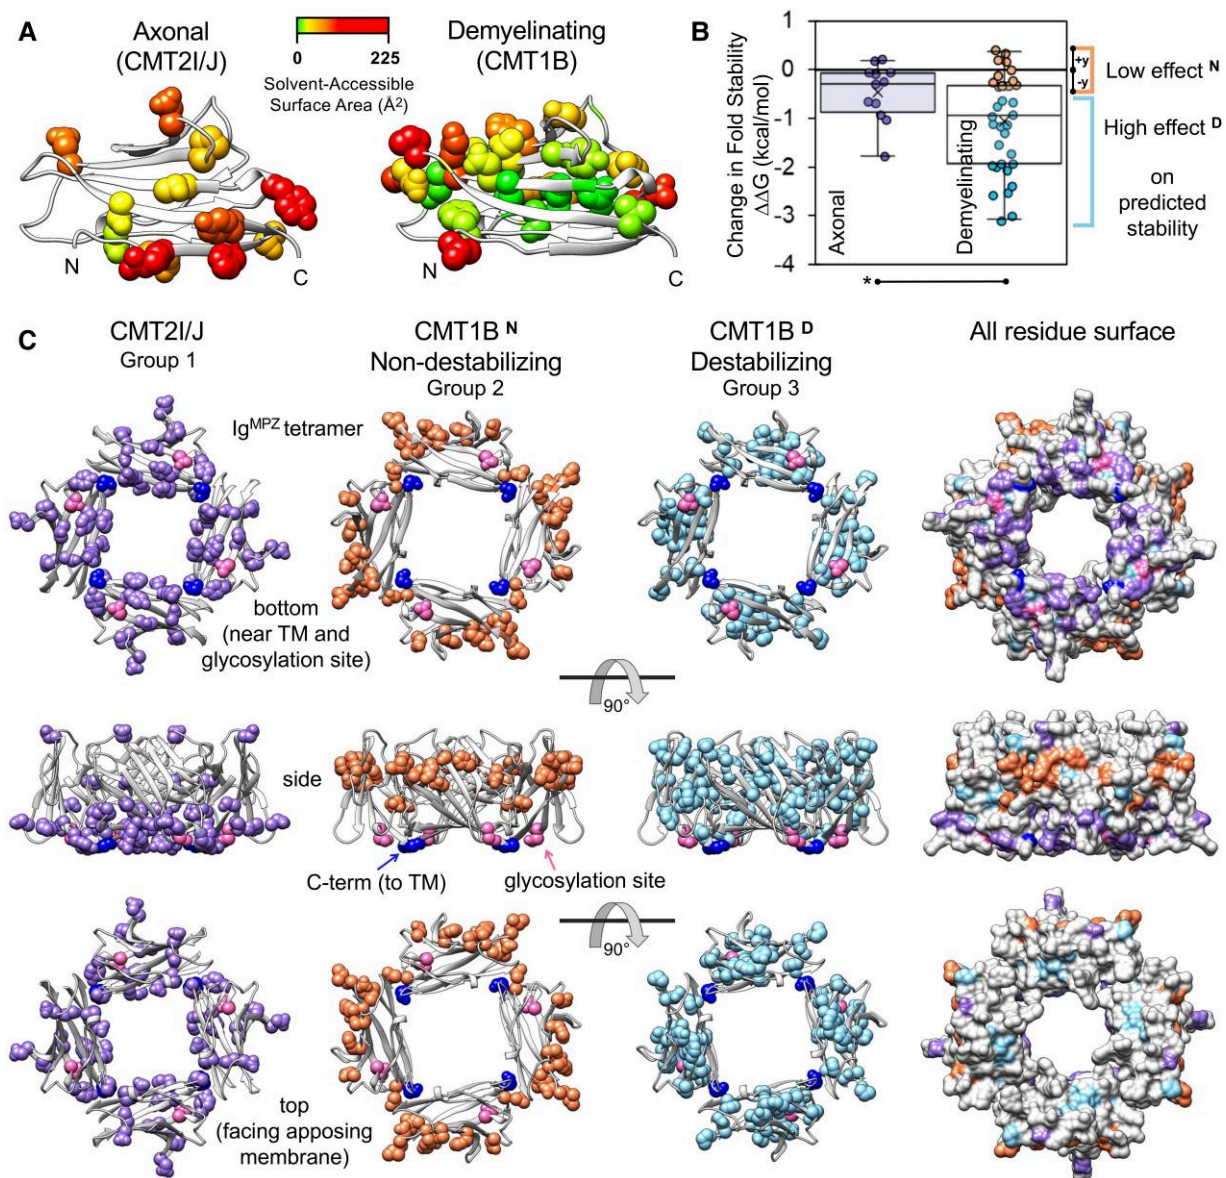 A
Axonal
(CMT2I/J)
0 225
Solvent-Accessible
Surface Area (Å²)
Demyelinating
(CMT1B)
N
C
N
C
B
Change in Fold Stability
ΔΔG (kcal/mol)
1
0
-1
-2
-3
-4
Axonal
Demyelinating
*
+y
-y
Low effect N
High effect D
on
predicted
stability
C
CMT2I/J
Group 1
CMT1B N
Non-destabilizing
Group 2
CMT1B D
Destabilizing
Group 3
All residue surface
IgMPZ tetramer
bottom
(near TM and
glycosylation site)
90°
side
C-term (to TM)
glycosylation site
90°
top
(facing apposing
membrane)